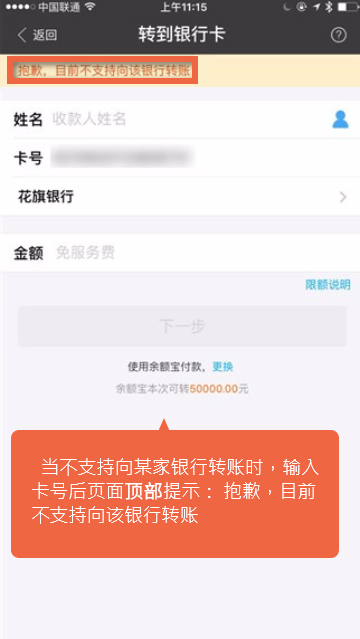 中国联通 上午11:15
返回 转到银行卡
抱歉，目前不支持向该银行转账
姓名 收款人姓名
卡号
花旗银行
金额 免服务费
限额说明
下一步
使用余额宝付款，更换
余额宝本次可转50000.00元
当不支持向某家银行转账时，输入
卡号后页面顶部提示： 抱歉，目前
不支持向该银行转账